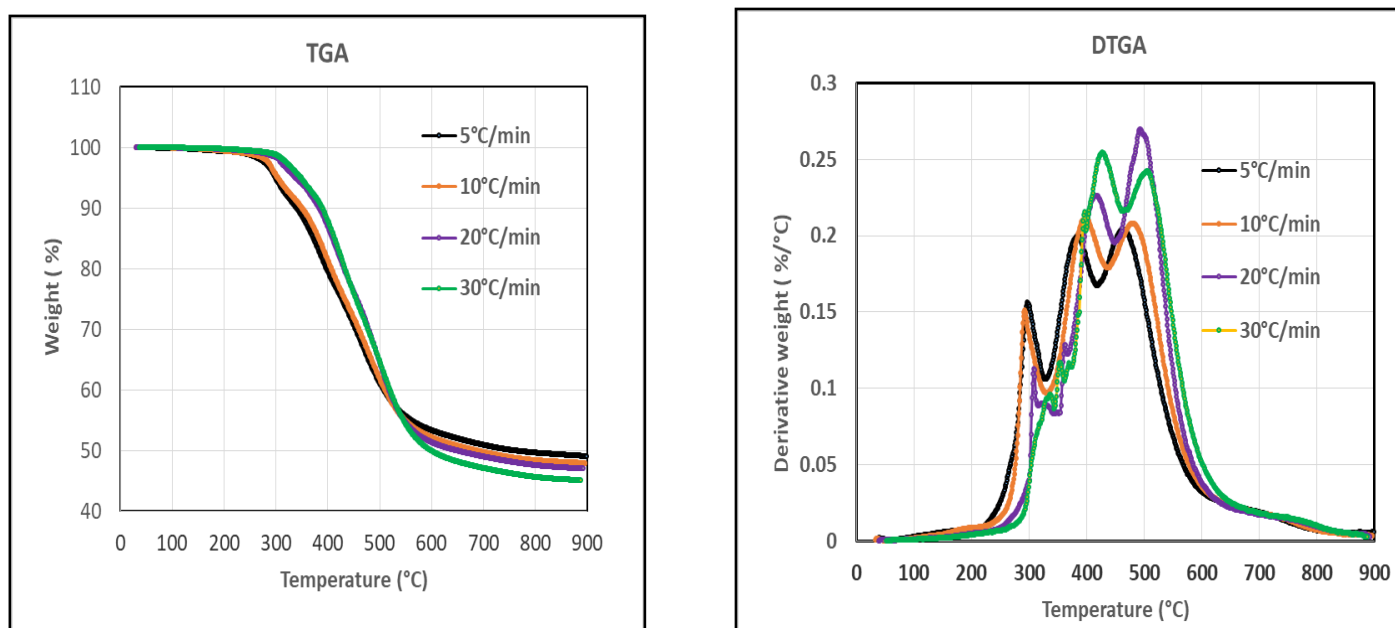 TGA
110
100
90
80
70
60
50
40
Weight ( %)
5°C/min
10°C/min
20°C/min
30°C/min
0 100 200 300 400 500 600 700 800 900
Temperature (°C)
DTGA
0.3
0.25
0.2
0.15
0.1
0.05
0
Derivative weight ( %/°C)
5°C/min
10°C/min
20°C/min
30°C/min
0 100 200 300 400 500 600 700 800 900
Temperature (°C)